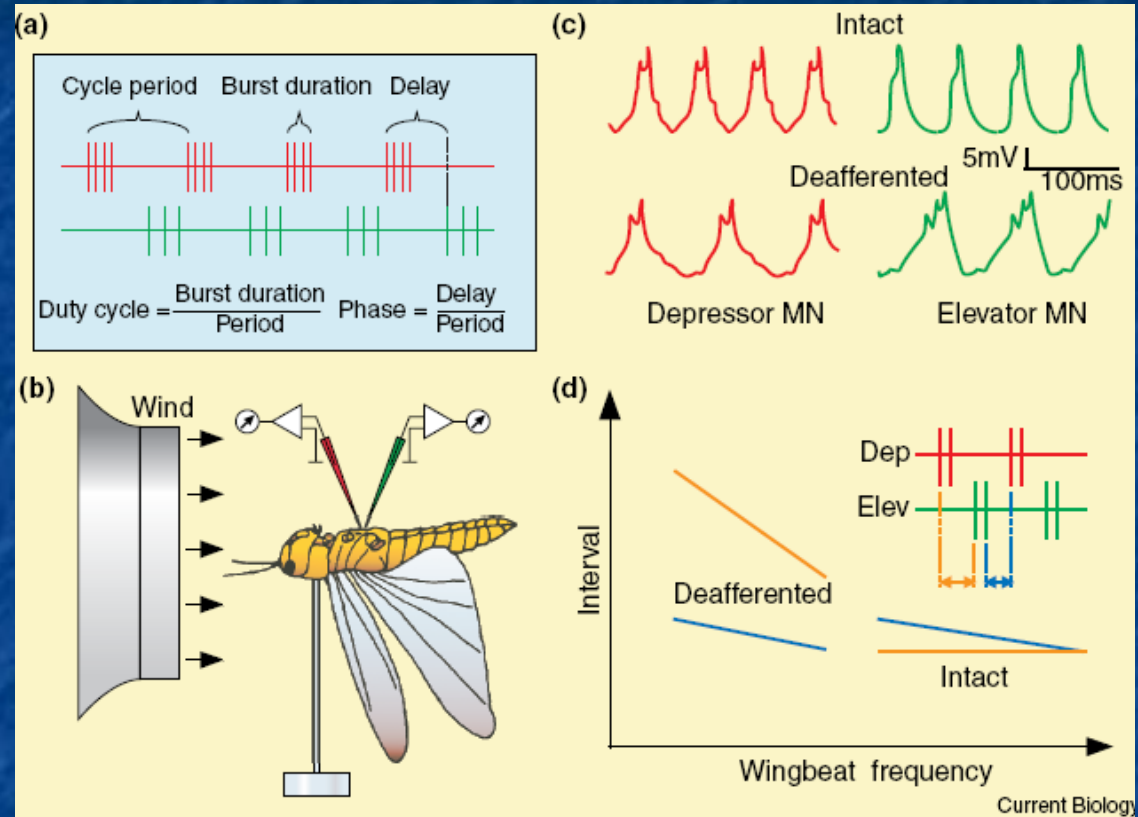 (a)
Cycle period Burst duration Delay
Duty cycle = Burst duration / Period Phase = Delay / Period
(b)
Wind
(c)
Intact
5mV
100ms
Deafferented
Depressor MN Elevator MN
(d)
Interval
Deafferented
Dep
Elev
Intact
Wingbeat frequency
Current Biology